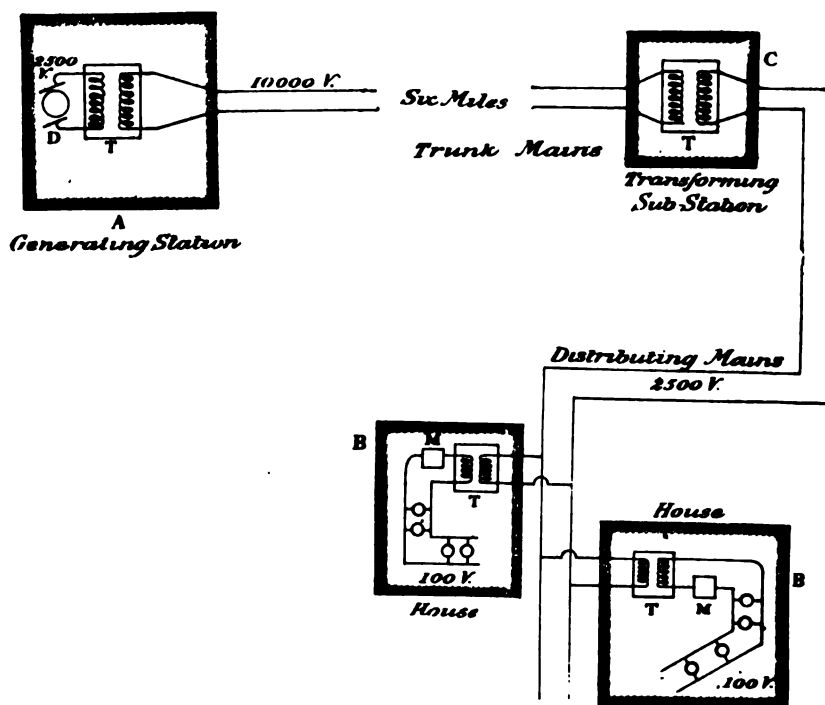 2500
V.
D
T
10000 V.
Six Miles
Trunk Mains
C
T
Transforming
Sub-Station
A
Generating Station
Distributing Mains
2500 V.
B
M
T
100 V.
House
House
B
T
M
100 V.